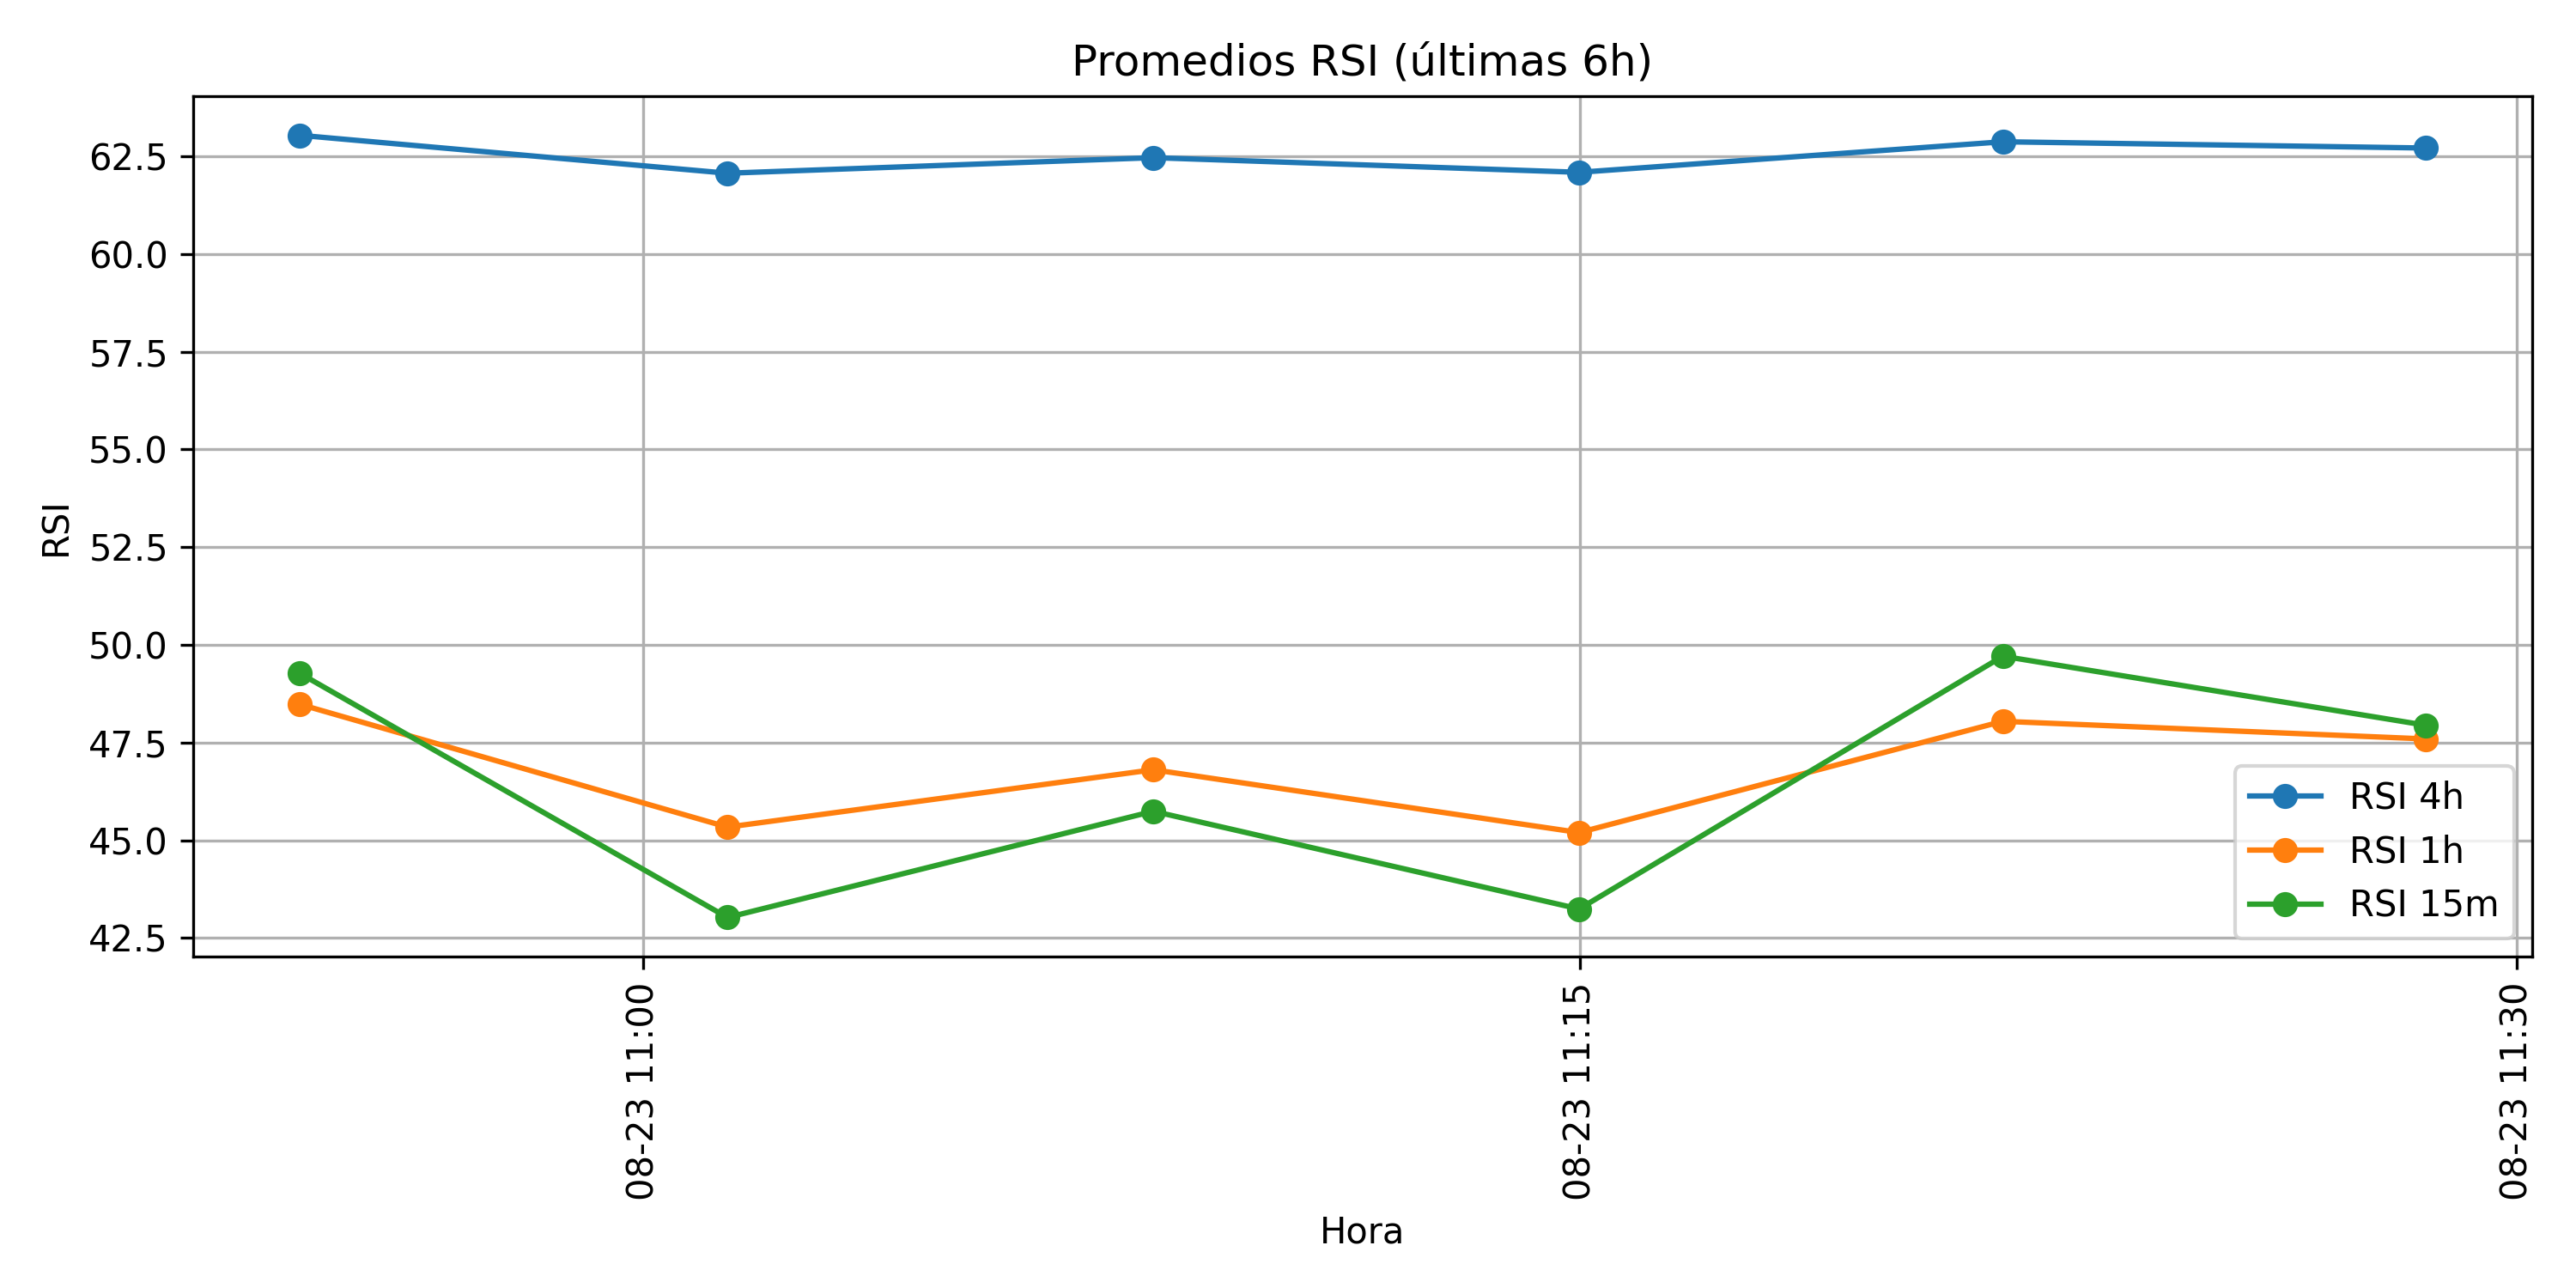 Promedios RSI (últimas 6h)
62.5
60.0
57.5
55.0
52.5
50.0
47.5
45.0
42.5
RSI
RSI 4h
RSI 1h
RSI 15m
08-23 11:00
08-23 11:15
08-23 11:30
Hora